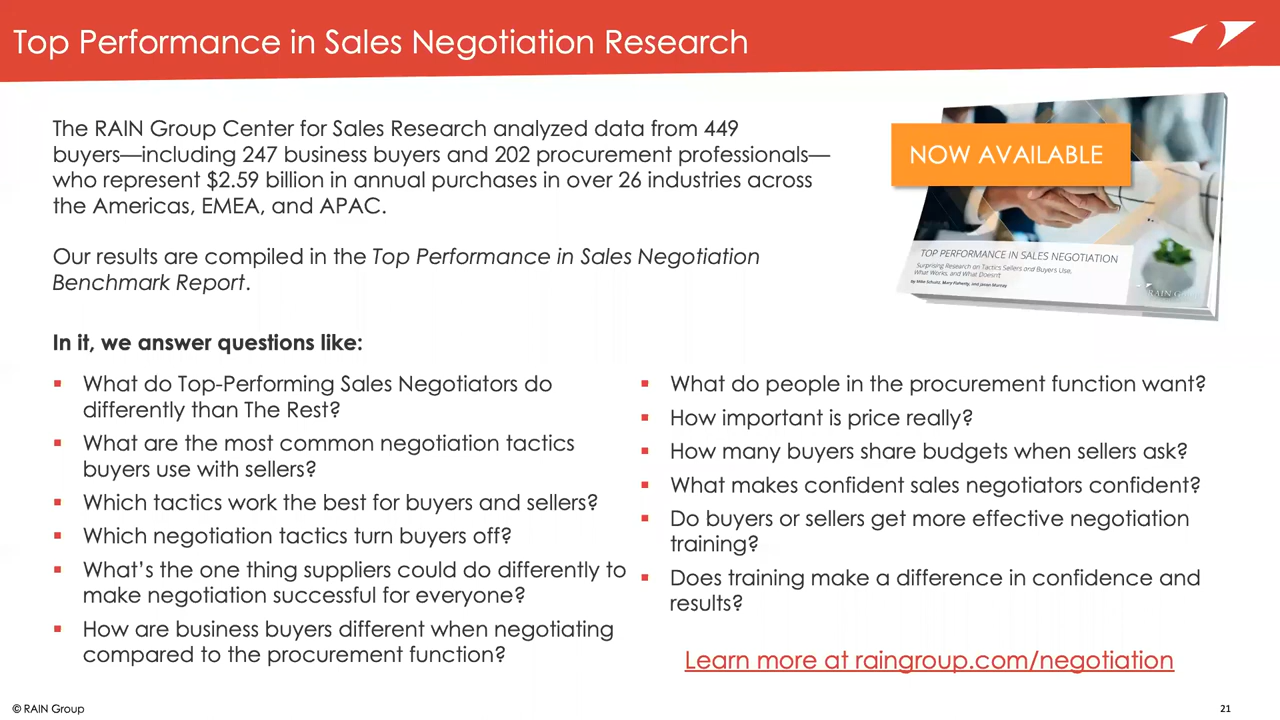 Top Performance in Sales Negotiation Research
The RAIN Group Center for Sales Research analyzed data from 449
buyers—including 247 business buyers and 202 procurement professionals—
who represent $2.59 billion in annual purchases in over 26 industries across
the Americas, EMEA, and APAC.
Our results are compiled in the Top Performance in Sales Negotiation
Benchmark Report.
NOW AVAILABLE
TOP PERFORMANCE IN SALES NEGOTIATION
Surprising Research on Tactics Sellers and Buyers Use,
What Works, and What Doesn't
by Mike Schultz, Mary Flaherty, and Jason Murray
RAIN G
In it, we answer questions like:
▪ What do Top-Performing Sales Negotiators do
differently than The Rest?
▪ What are the most common negotiation tactics
buyers use with sellers?
▪ Which tactics work the best for buyers and sellers?
▪ Which negotiation tactics turn buyers off?
▪ What's the one thing suppliers could do differently to
make negotiation successful for everyone?
▪ How are business buyers different when negotiating
compared to the procurement function?
▪ What do people in the procurement function want?
▪ How important is price really?
▪ How many buyers share budgets when sellers ask?
▪ What makes confident sales negotiators confident?
▪ Do buyers or sellers get more effective negotiation
training?
▪ Does training make a difference in confidence and
results?
Learn more at raingroup.com/negotiation
© RAIN Group
21